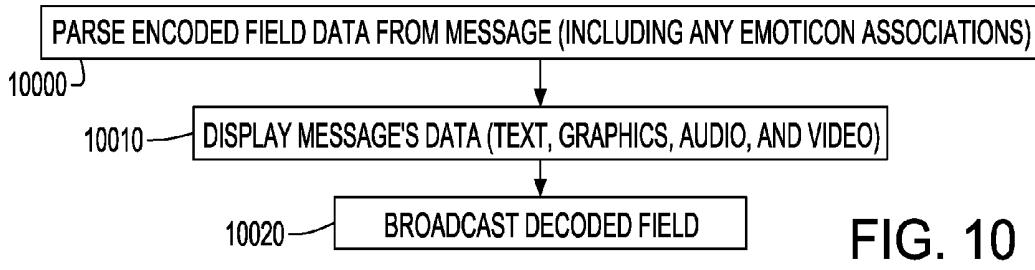 PARSE ENCODED FIELD DATA FROM MESSAGE (INCLUDING ANY EMOTICON ASSOCIATIONS)
10000
10010
DISPLAY MESSAGE'S DATA (TEXT, GRAPHICS, AUDIO, AND VIDEO)
10020
BROADCAST DECODED FIELD
FIG. 10